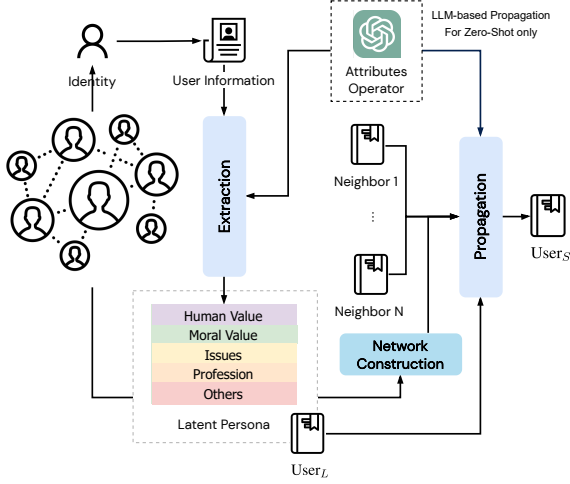 LLM-based Propagation
For Zero-Shot only
Identity
User Information
Attributes
Operator
Extraction
Neighbor 1
...
Neighbor N
Propagation
User_S
Human Value
Moral Value
Issues
Profession
Others
Latent Persona
Network
Construction
User_L